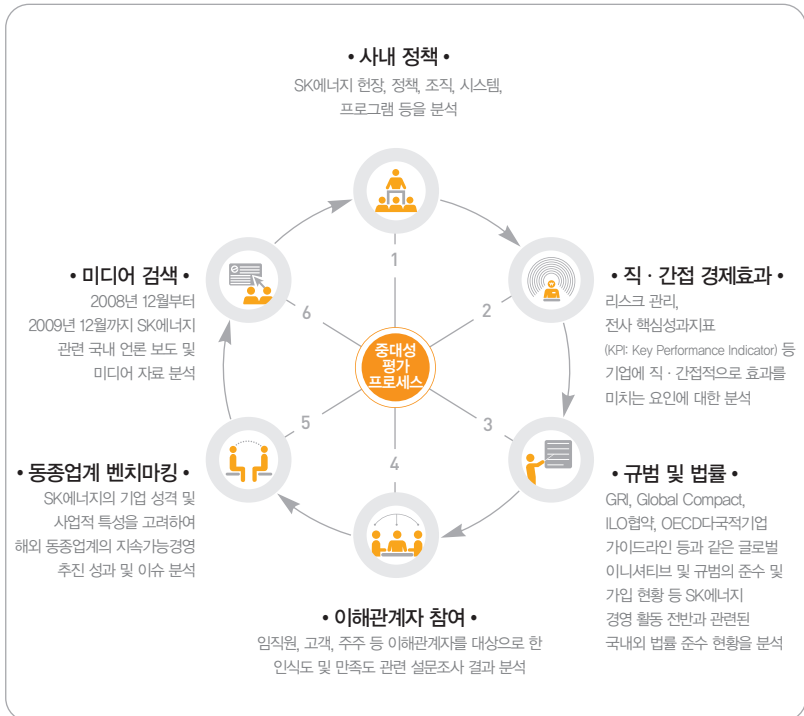 • 사내 정책 •
SK에너지 헌장, 정책, 조직, 시스템,
프로그램 등을 분석
1
• 직 · 간접 경제효과 •
리스크 관리,
전사 핵심성과지표
(KPI: Key Performance Indicator) 등
기업에 직 · 간접적으로 효과를
미치는 요인에 대한 분석
2
• 규범 및 법률 •
GRI, Global Compact,
ILO협약, OECD다국적기업
가이드라인 등과 같은 글로벌
이니셔티브 및 규범의 준수 및
가입 현황 등 SK에너지
경영 활동 전반과 관련된
국내외 법률 준수 현황을 분석
3
• 이해관계자 참여 •
임직원, 고객, 주주 등 이해관계자를 대상으로 한
인식도 및 만족도 관련 설문조사 결과 분석
4
• 동종업계 벤치마킹 •
SK에너지의 기업 성격 및
사업적 특성을 고려하여
해외 동종업계의 지속가능경영
추진 성과 및 이슈 분석
5
• 미디어 검색 •
2008년 12월부터
2009년 12월까지 SK에너지
관련 국내 언론 보도 및
미디어 자료 분석
6
중대성
평가
프로세스